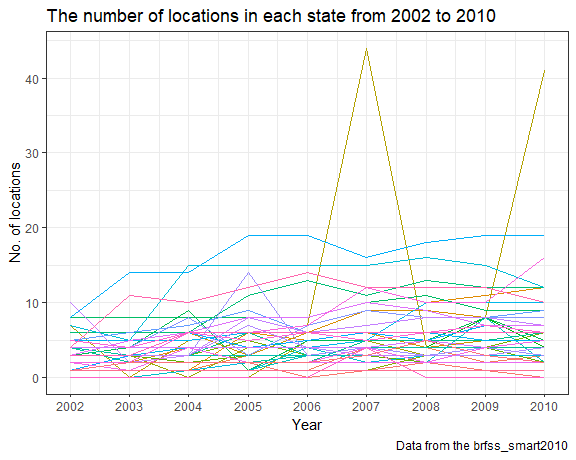 The number of locations in each state from 2002 to 2010
No. of locations
40
30
20
10
0
2002 2003 2004 2005 2006 2007 2008 2009 2010
Year
Data from the brfss_smart2010